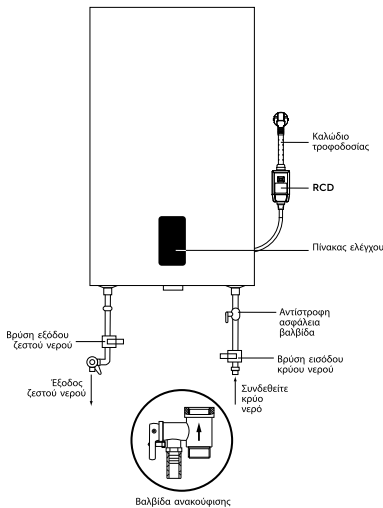 Καλώδιο
τροφοδοσίας
RCD
Πίνακας ελέγχου
Αντίστροφη
ασφάλεια
βαλβίδα
Βρύση εξόδου
ζεστού νερού
Βρύση εισόδου
κρύου νερού
Έξοδος
ζεστού νερού
Συνδεθείτε
κρύο
νερό
Βαλβίδα ανακούφισης